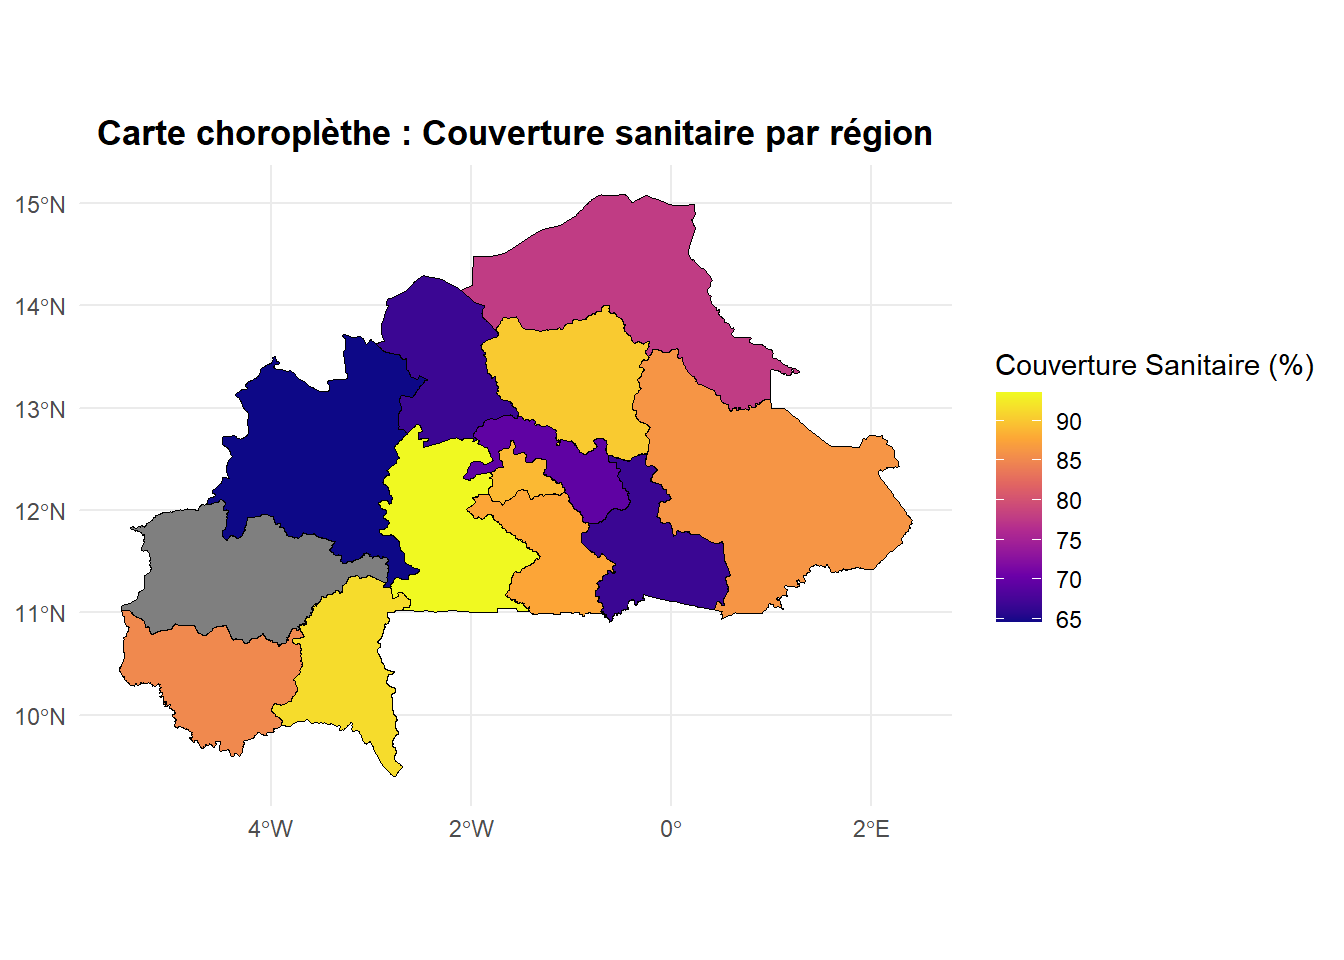 Carte choroplèthe : Couverture sanitaire par région
15°N
14°N
13°N
12°N
11°N
10°N
4°W
2°W
0°
2°E
Couverture Sanitaire (%)
90
85
80
75
70
65